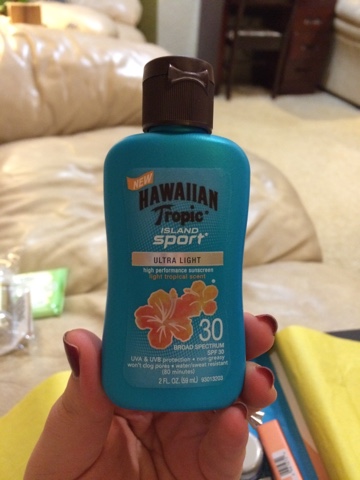 NEW
HAWAIIAN
Tropic®
ISLAND
sport®
ULTRA LIGHT
high performance sunscreen
light tropical scent
30
BROAD SPECTRUM
SPF 30
UVA & UVB protection • non-greasy
won't clog pores • water/sweat resistant
(80 minutes)
2 FL. OZ. (59 mL)